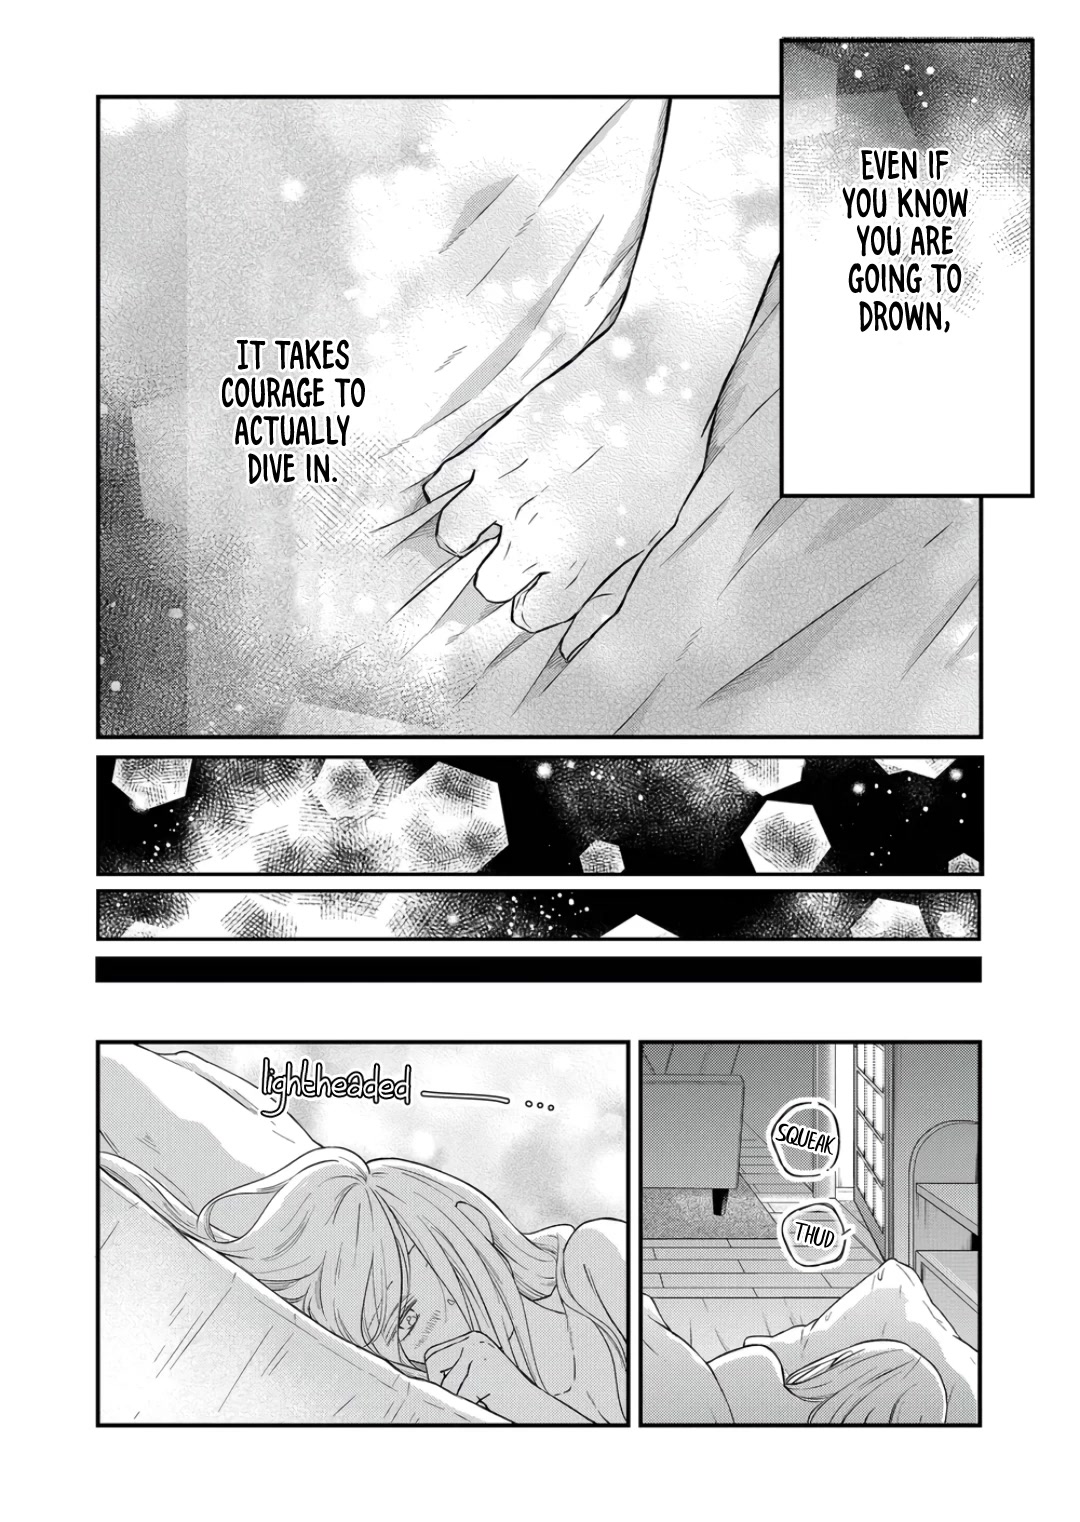 EVEN IF
YOU KNOW
YOU ARE
GOING TO
DROWN,
IT TAKES
COURAGE TO
ACTUALLY
DIVE IN.
SQUEAK
THUD
lightheaded
...